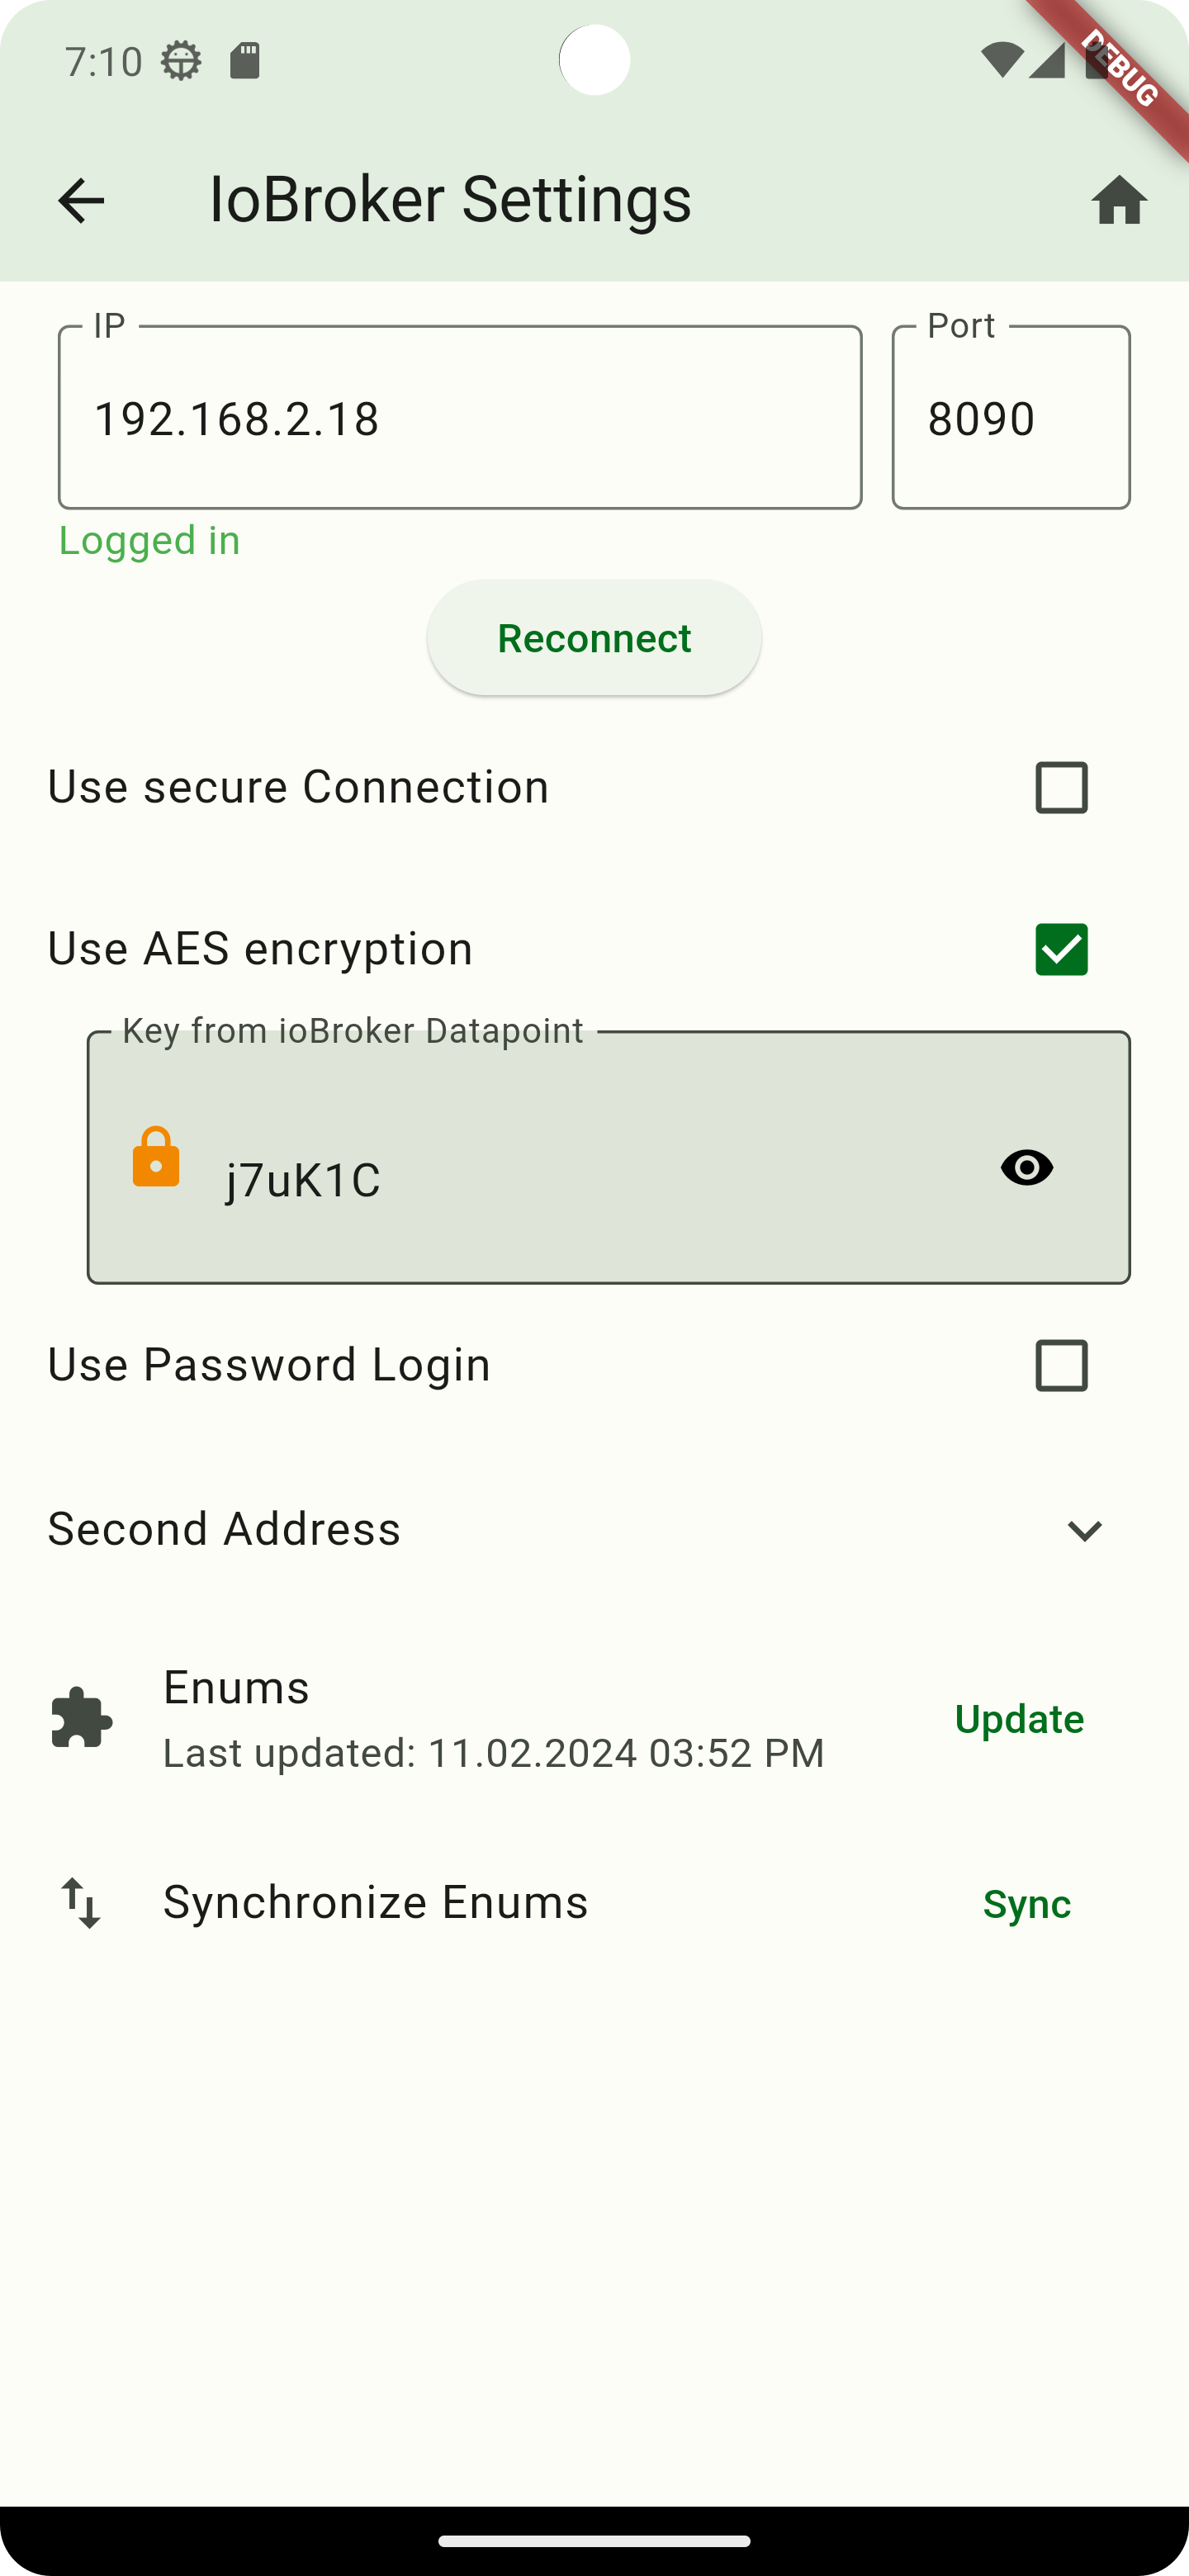 7:10
DEBUG
IoBroker Settings
IP
Port
192.168.2.18
8090
Logged in
Reconnect
Use secure Connection
Use AES encryption
Key from ioBroker Datapoint
j7uK1C
Use Password Login
Second Address
Enums
Last updated: 11.02.2024 03:52 PM
Update
Synchronize Enums
Sync